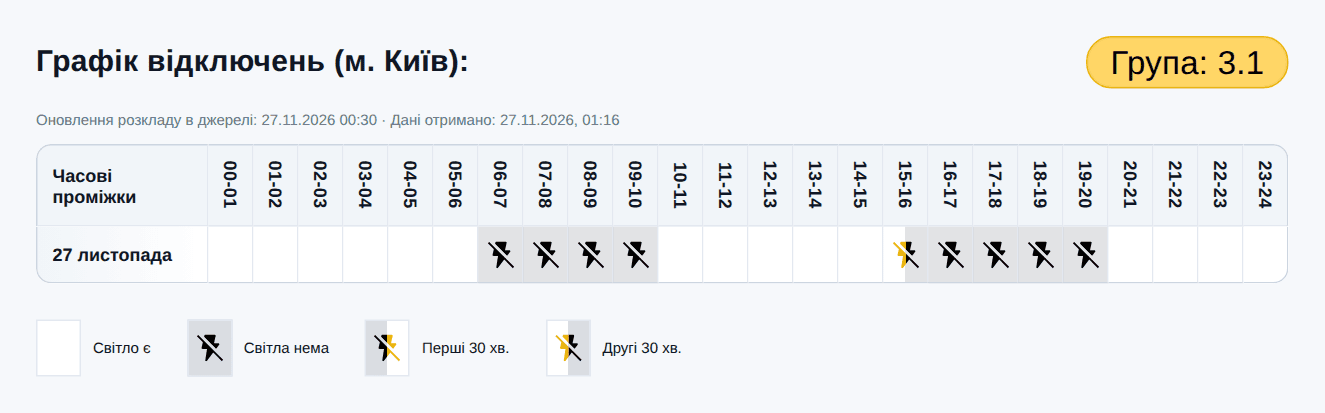 Графік відключень (м. Київ):
Група: 3.1
Оновлення розкладу в джерелі: 27.11.2026 00:30 · Дані отримано: 27.11.2026, 01:16
Часові
проміжки
00-01
01-02
02-03
03-04
04-05
05-06
06-07
07-08
08-09
09-10
10-11
11-12
12-13
13-14
14-15
15-16
16-17
17-18
18-19
19-20
20-21
21-22
22-23
23-24
27 листопада
Світло є
Світла нема
Перші 30 хв.
Другі 30 хв.